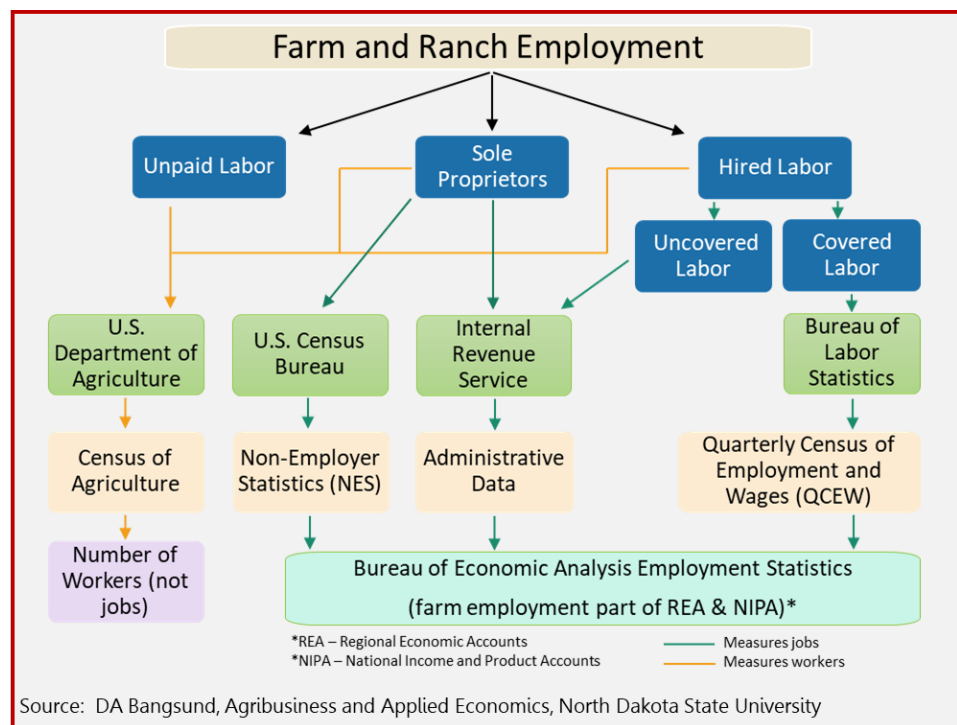 Farm and Ranch Employment
Unpaid Labor
Sole
Proprietors
Hired Labor
Uncovered
Labor
Covered
Labor
U.S.
Department of
Agriculture
U.S. Census
Bureau
Internal
Revenue
Service
Bureau of
Labor
Statistics
Census of
Agriculture
Non-Employer
Statistics (NES)
Administrative
Data
Quarterly Census of
Employment and
Wages (QCEW)
Number of
Workers (not
jobs)
Bureau of Economic Analysis Employment Statistics
(farm employment part of REA & NIPA)*
*REA – Regional Economic Accounts
*NIPA – National Income and Product Accounts
Measures jobs
Measures workers
Source:  DA Bangsund, Agribusiness and Applied Economics, North Dakota State University